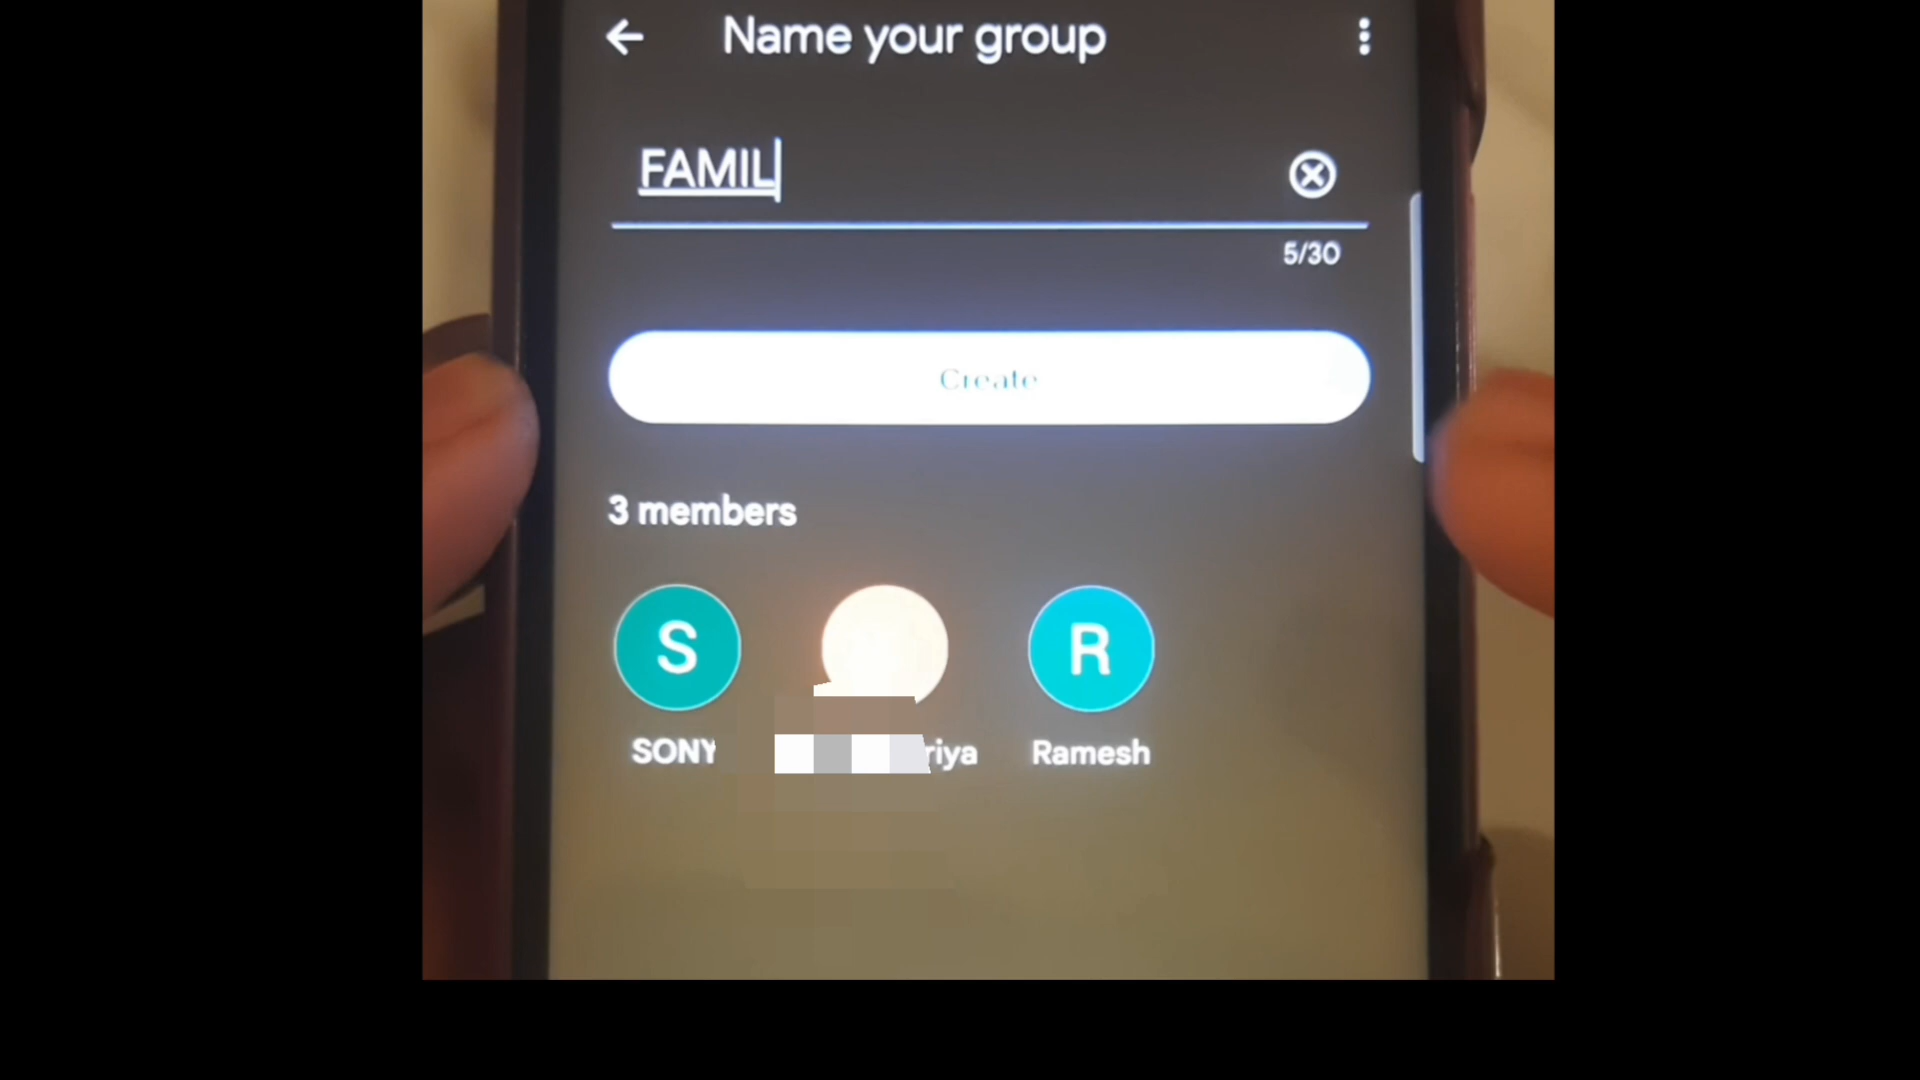 Name your group
FAMIL
5/30
Create
3 members
S R
SONY riya Ramesh